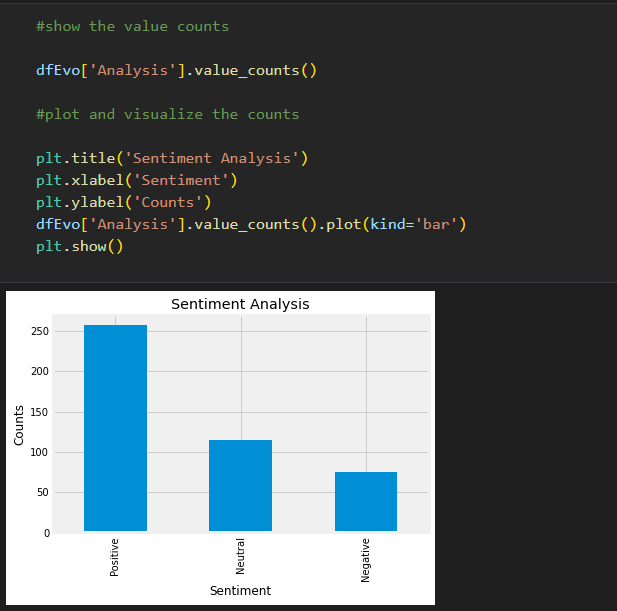 #show the value counts
dfEvo['Analysis'].value_counts()
#plot and visualize the counts
plt.title('Sentiment Analysis')
plt.xlabel('Sentiment')
plt.ylabel('Counts')
dfEvo['Analysis'].value_counts().plot(kind='bar')
plt.show()
Sentiment Analysis
Counts
250
200
150
100
50
0
Positive
Neutral
Negative
Sentiment